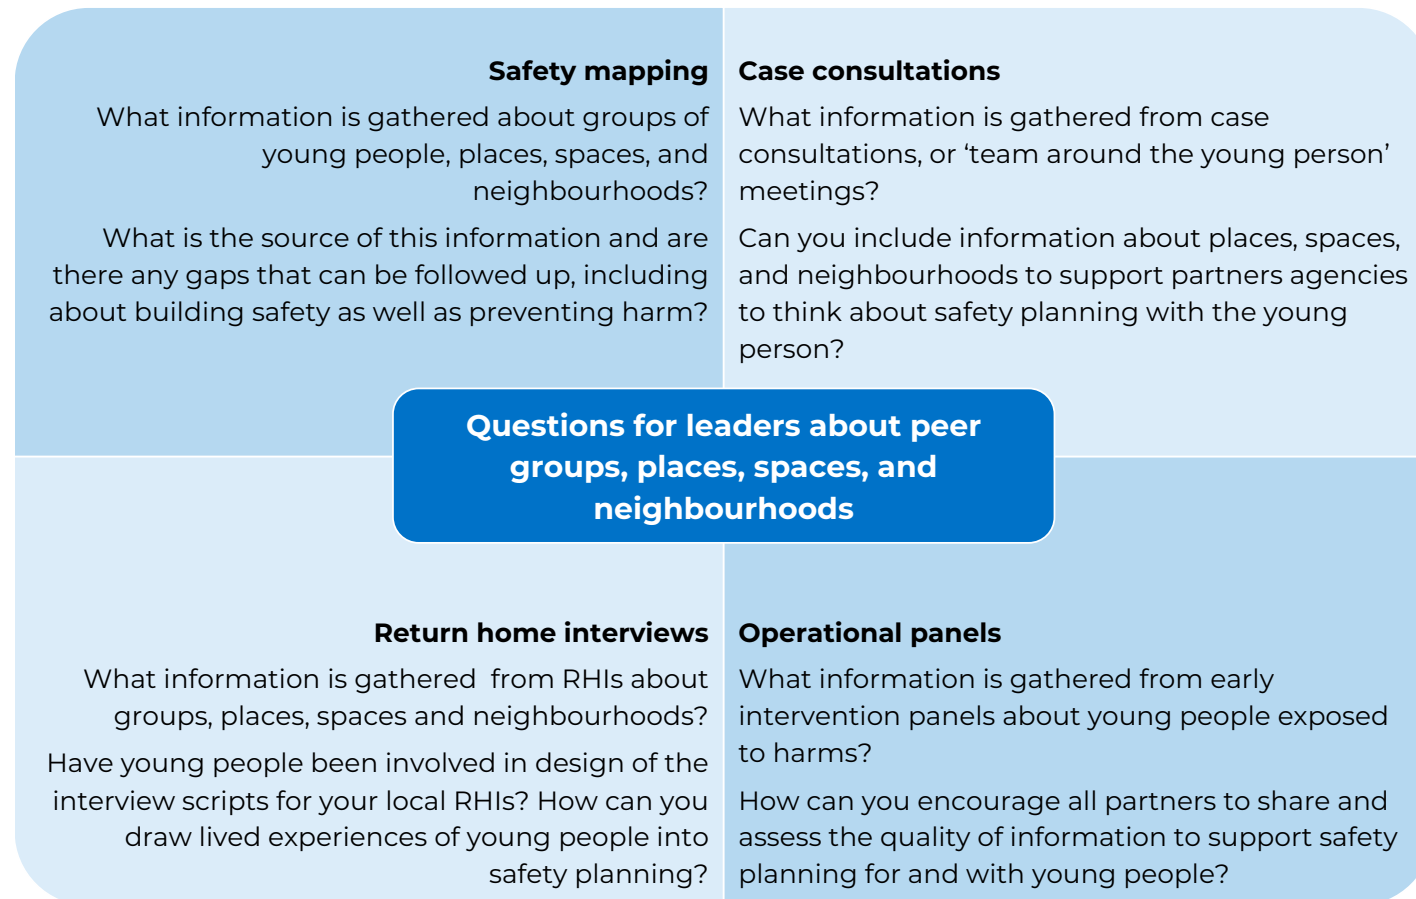 Safety mapping
What information is gathered about groups of
young people, places, spaces, and
neighbourhoods?
What is the source of this information and are
there any gaps that can be followed up, including
about building safety as well as preventing harm?
Case consultations
What information is gathered from case
consultations, or ‘team around the young person’
meetings?
Can you include information about places, spaces,
and neighbourhoods to support partners agencies
to think about safety planning with the young
person?
Questions for leaders about peer
groups, places, spaces, and
neighbourhoods
Return home interviews
What information is gathered  from RHIs about
groups, places, spaces and neighbourhoods?
Have young people been involved in design of the
interview scripts for your local RHIs? How can you
draw lived experiences of young people into
safety planning?
Operational panels
What information is gathered from early
intervention panels about young people exposed
to harms?
How can you encourage all partners to share and
assess the quality of information to support safety
planning for and with young people?